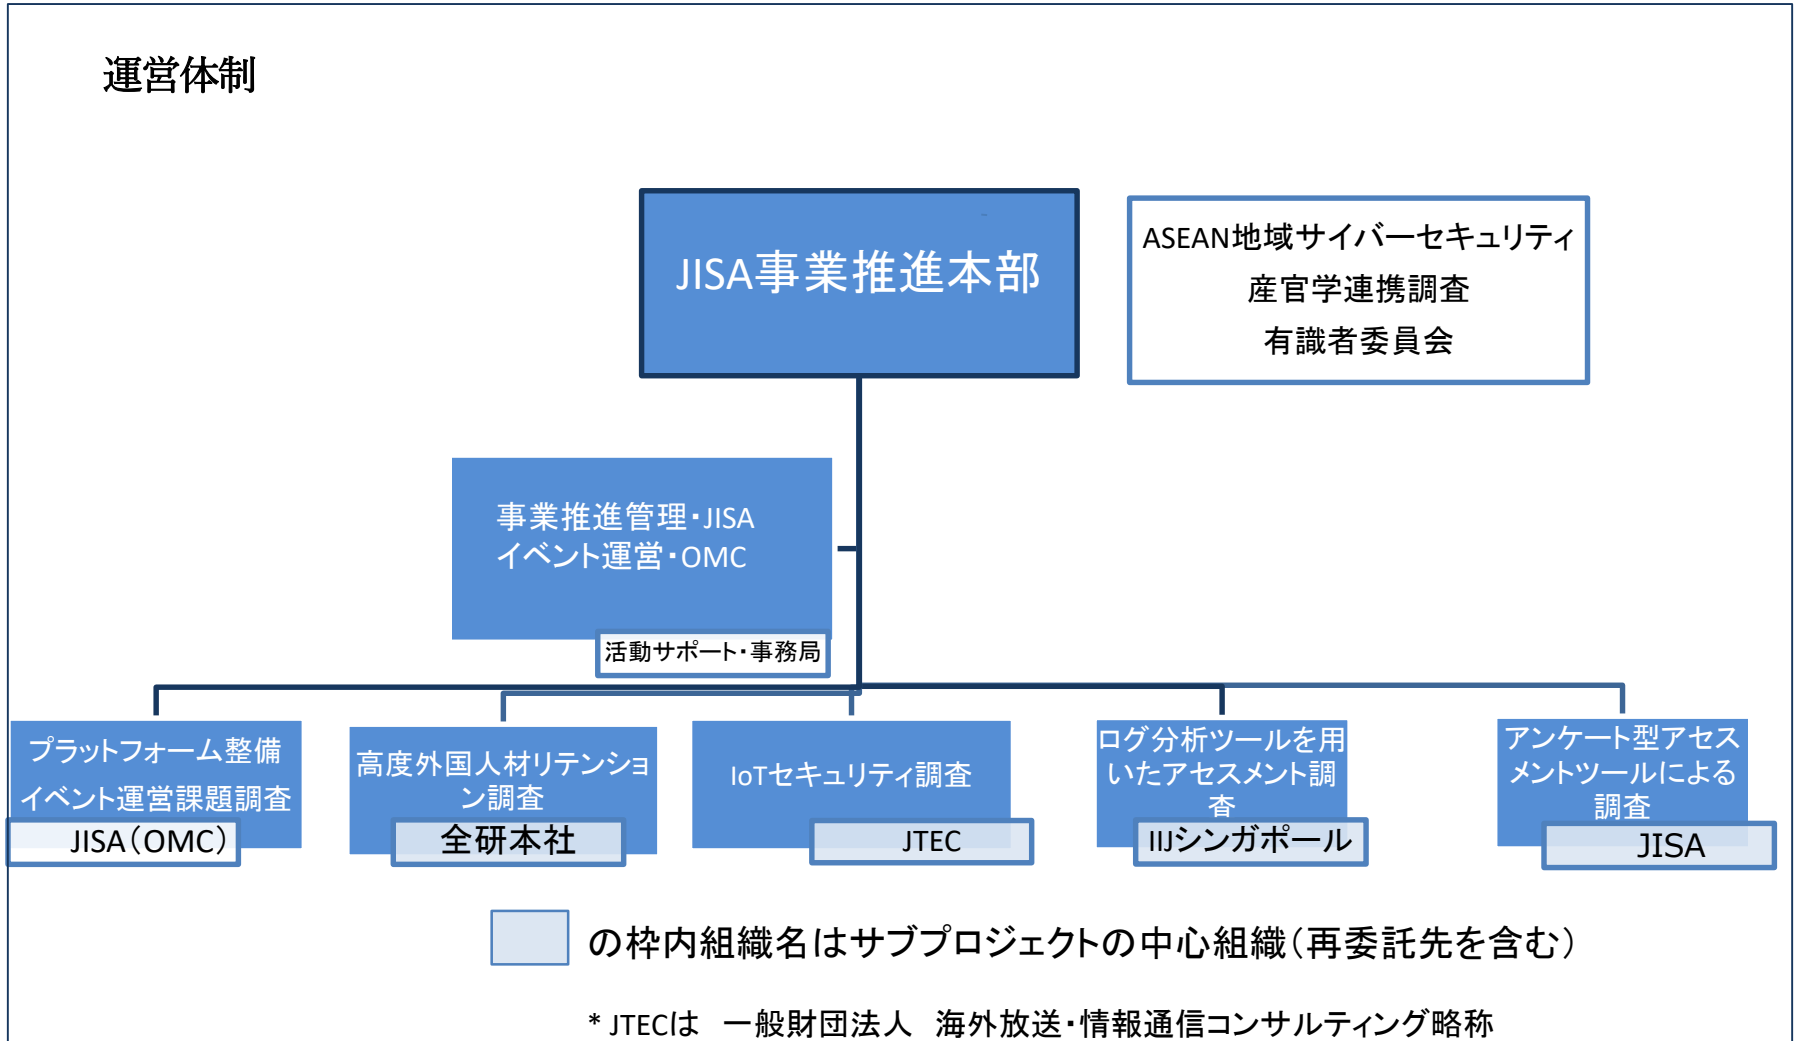 運営体制
JISA事業推進本部
ASEAN地域サイバーセキュリティ
産官学連携調査
有識者委員会
事業推進管理・JISA
イベント運営・OMC
活動サポート・事務局
プラットフォーム整備
イベント運営課題調査
JISA（OMC）
高度外国人材リテンショ
ン調査
全研本社
IoTセキュリティ調査
JTEC
ログ分析ツールを用
いたアセスメント調
査
IIJシンガポール
アンケート型アセス
メントツールによる
調査
JISA
の枠内組織名はサブプロジェクトの中心組織（再委託先を含む）
* JTECは　一般財団法人　海外放送・情報通信コンサルティング略称